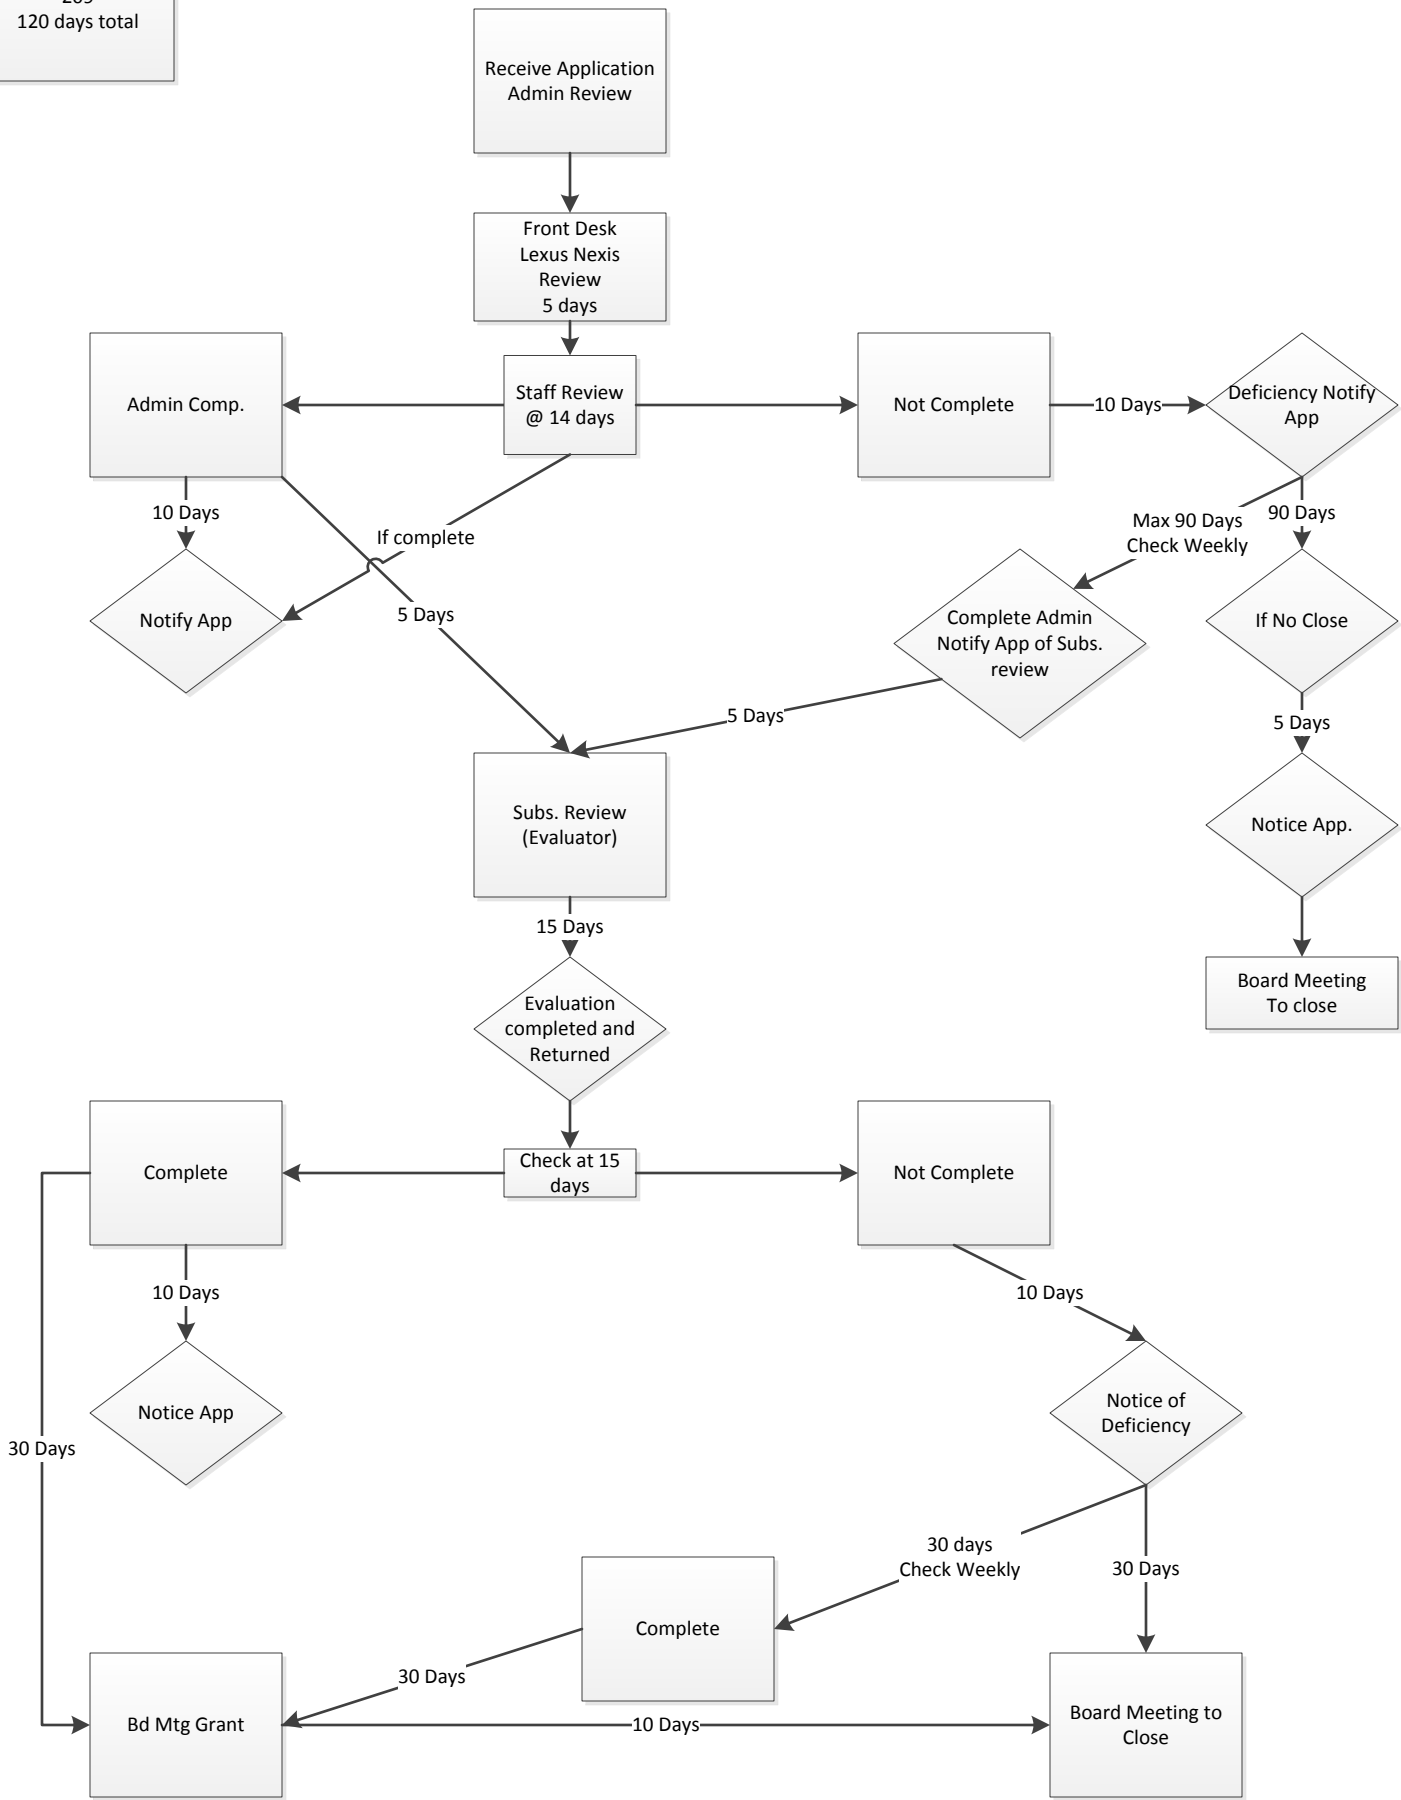 120 days total
Receive Application
Admin Review
Front Desk
Lexus Nexis
Review
5 days
Admin Comp.
Staff Review
@ 14 days
Not Complete
10 Days
Deficiency Notify
App
10 Days
If complete
Max 90 Days
Check Weekly
90 Days
Notify App
5 Days
Complete Admin
Notify App of Subs.
review
If No Close
5 Days
5 Days
Subs. Review
(Evaluator)
Notice App.
15 Days
Evaluation
completed and
Returned
Board Meeting
To close
Complete
Check at 15
days
Not Complete
10 Days
10 Days
Notice App
Notice of
Deficiency
30 Days
30 days
Check Weekly
30 Days
Complete
30 Days
Bd Mtg Grant
10 Days
Board Meeting to
Close